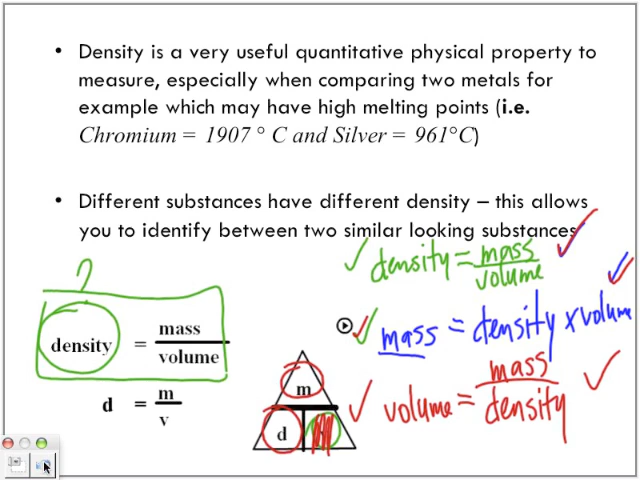 • Density is a very useful quantitative physical property to
measure, especially when comparing two metals for
example which may have high melting points (i.e.
Chromium = 1907 ° C and Silver = 961°C)
• Different substances have different density – this allows
you to identify between two similar looking substances
density = mass
volume
?
mass = density x volume
density = mass
volume
m
d
volume = mass
density
d = m
v